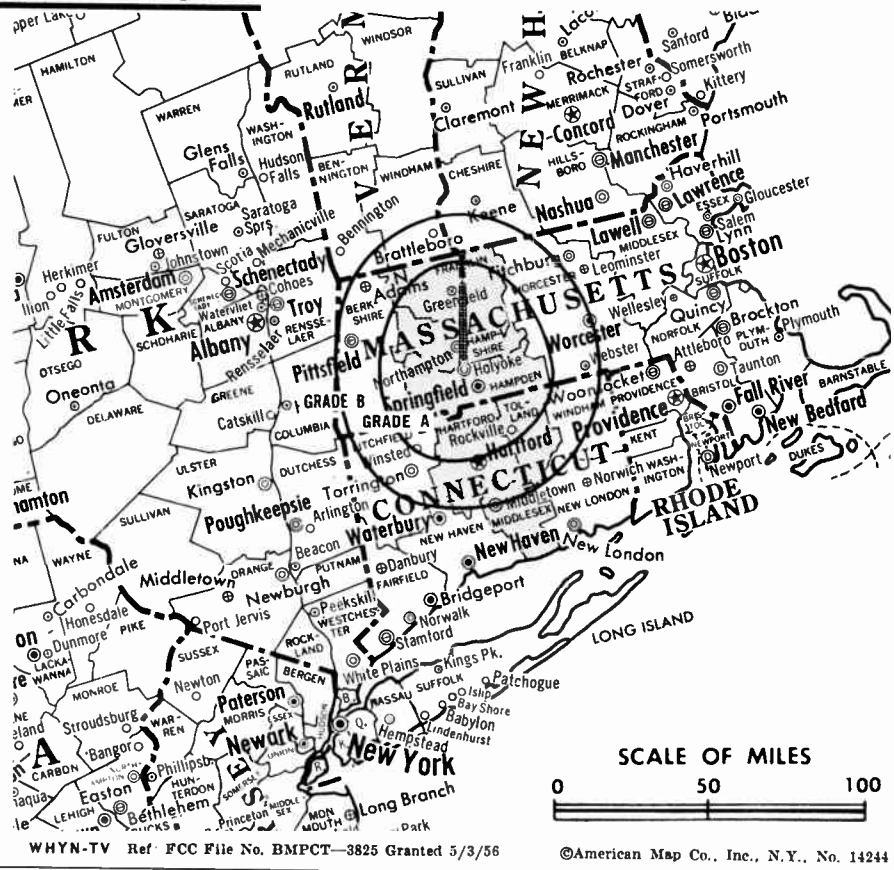 HAMILTON
WARREN
WASH-
INGTON
RUTLAND
WINDSOR
Rutland
SULLIVAN
Claremont
Franklin
BELKNAP
Rochester
Sanford
Somersworth
STRAF-
FORD
MERRIMACK
Dover
Kittery
Concord
ROCKINGHAM
Portsmouth
HILLS-
BORO
Manchester
Haverhill
Lawrence
ESSEX
Gloucester
Nashua
Lowell
Salem
Lynn
MIDDLESEX
Boston
SUFFOLK
Glens
Falls
Hudson
Falls
BEN-
NINGTON
WINDHAM
CHESHIRE
Keene
SARATOGA
Saratoga
Sprs
Mechanicville
Bennington
Brattleboro
FULTON
Gloversville
Johnstown
Scotia
Schenectady
Cohoes
Herkimer
Ilion
Little Falls
Amsterdam
MONTGOMERY
Watervliet
Troy
ALBANY
RENSSE-
LAER
Albany
Rensselaer
SCHOHARIE
OTSEGO
Oneonta
DELAWARE
GREENE
Catskill
COLUMBIA
R K
N
Adams
BERK-
SHIRE
Pittsfield
FRANKLIN
Greenfield
Fitchburg
Leominster
WORCESTER
MASSACHUSETTS
HAMP-
SHIRE
Northampton
Holyoke
Springfield
HAMPDEN
Worcester
Webster
Wellesley
Quincy
NORFOLK
Brockton
PLYM-
OUTH
Plymouth
Attleboro
Taunton
BRISTOL
Fall River
BARNSTABLE
New Bedford
DUKES
Woonsocket
PROVIDENCE
Providence
KENT
WASH-
INGTON
NEWPORT
Newport
RHODE
ISLAND
GRADE B
GRADE A
LITCHFIELD
Winsted
Torrington
HARTFORD
TOL-
LAND
Rockville
Hartford
WINDHAM
CONNECTICUT
Middletown
MIDDLESEX
Norwich
NEW LONDON
New London
Waterbury
NEW HAVEN
New Haven
Danbury
FAIRFIELD
Bridgeport
Norwalk
Stamford
ULSTER
Kingston
DUTCHESS
Poughkeepsie
Arlington
Beacon
PUTNAM
SULLIVAN
ORANGE
Middletown
Newburgh
Peekskill
WESTCHES-
TER
Port Jervis
ROCK-
LAND
White Plains
WAYNE
Carbondale
Honesdale
Dunmore
LACKA-
WANNA
PIKE
SUSSEX
Newton
PAS-
SAIC
BERGEN
Paterson
MORRIS
ESSEX
Newark
UNION
HUDSON
New York
B.
Q.
K.
R.
NASSAU
SUFFOLK
Kings Pk.
Patchogue
Islip
Bay Shore
Babylon
Lindenhurst
Hempstead
LONG ISLAND
Long Branch
MONROE
Stroudsburg
WAR-
REN
Bangor
CARBON
Easton
Phillipsb
HUN-
TERDON
SOMERSET
LEHIGH
Bethlehem
Princeton
MIDDLE
SEX
MON
MOUTH
Park
SCALE OF MILES
0 50 100
WHYN-TV Ref FCC File No. BMPCT—3825 Granted 5/3/56
©American Map Co., Inc., N.Y., No. 14244